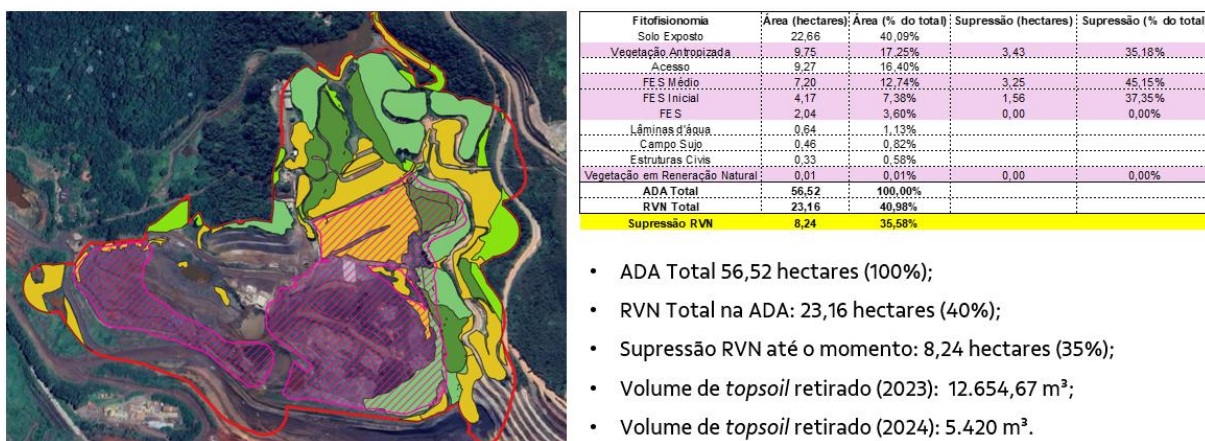 Fitofisionomia Área (hectares) Área (% do total) Supressão (hectares) Supressão (% do total
Solo Exposto 22,66 40,09%
Vegetação Antropizada 9,75 17,25% 3,43 35,18%
Acesso 9,27 16,40%
FES Médio 7,20 12,74% 3,25 45,15%
FES Inicial 4,17 7,38% 1,56 37,35%
FES 2,04 3,60% 0,00 0,00%
Lâminas d'água 0,64 1,13%
Campo Sujo 0,46 0,82%
Estruturas Civis 0,33 0,58%
Vegetação em Reneração Natural 0,01 0,01% 0,00 0,00%
ADA Total 56,52 100,00%
RVN Total 23,16 40,98%
Supressão RVN 8,24 35,58%
• ADA Total 56,52 hectares (100%);
• RVN Total na ADA: 23,16 hectares (40%);
• Supressão RVN até o momento: 8,24 hectares (35%);
• Volume de topsoil retirado (2023): 12.654,67 m³;
• Volume de topsoil retirado (2024): 5.420 m³.